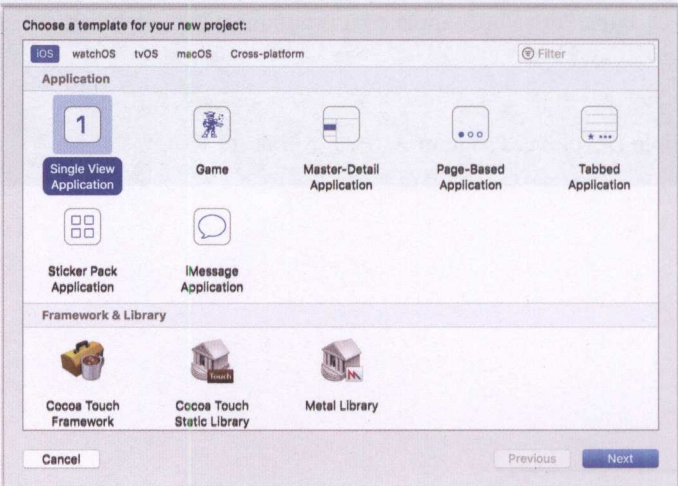 Choose a template for your new project:
iOS watchOS tvOS macOS Cross-platform Filter
Application
1
Single View Application
Game
Master-Detail Application
Page-Based Application
Tabbed Application
Sticker Pack Application
iMessage Application
Framework & Library
Touch
Cocoa Touch Framework
Cocoa Touch Static Library
Metal Library
Cancel Previous Next